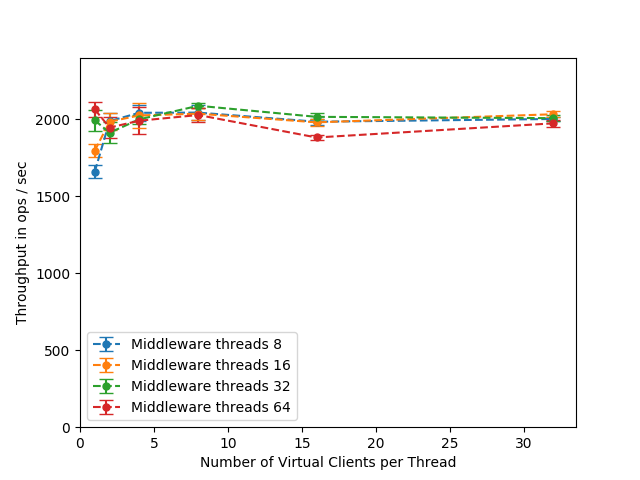 Throughput in ops / sec
2000
1500
1000
500
0
Middleware threads 8
Middleware threads 16
Middleware threads 32
Middleware threads 64
0 5 10 15 20 25 30
Number of Virtual Clients per Thread